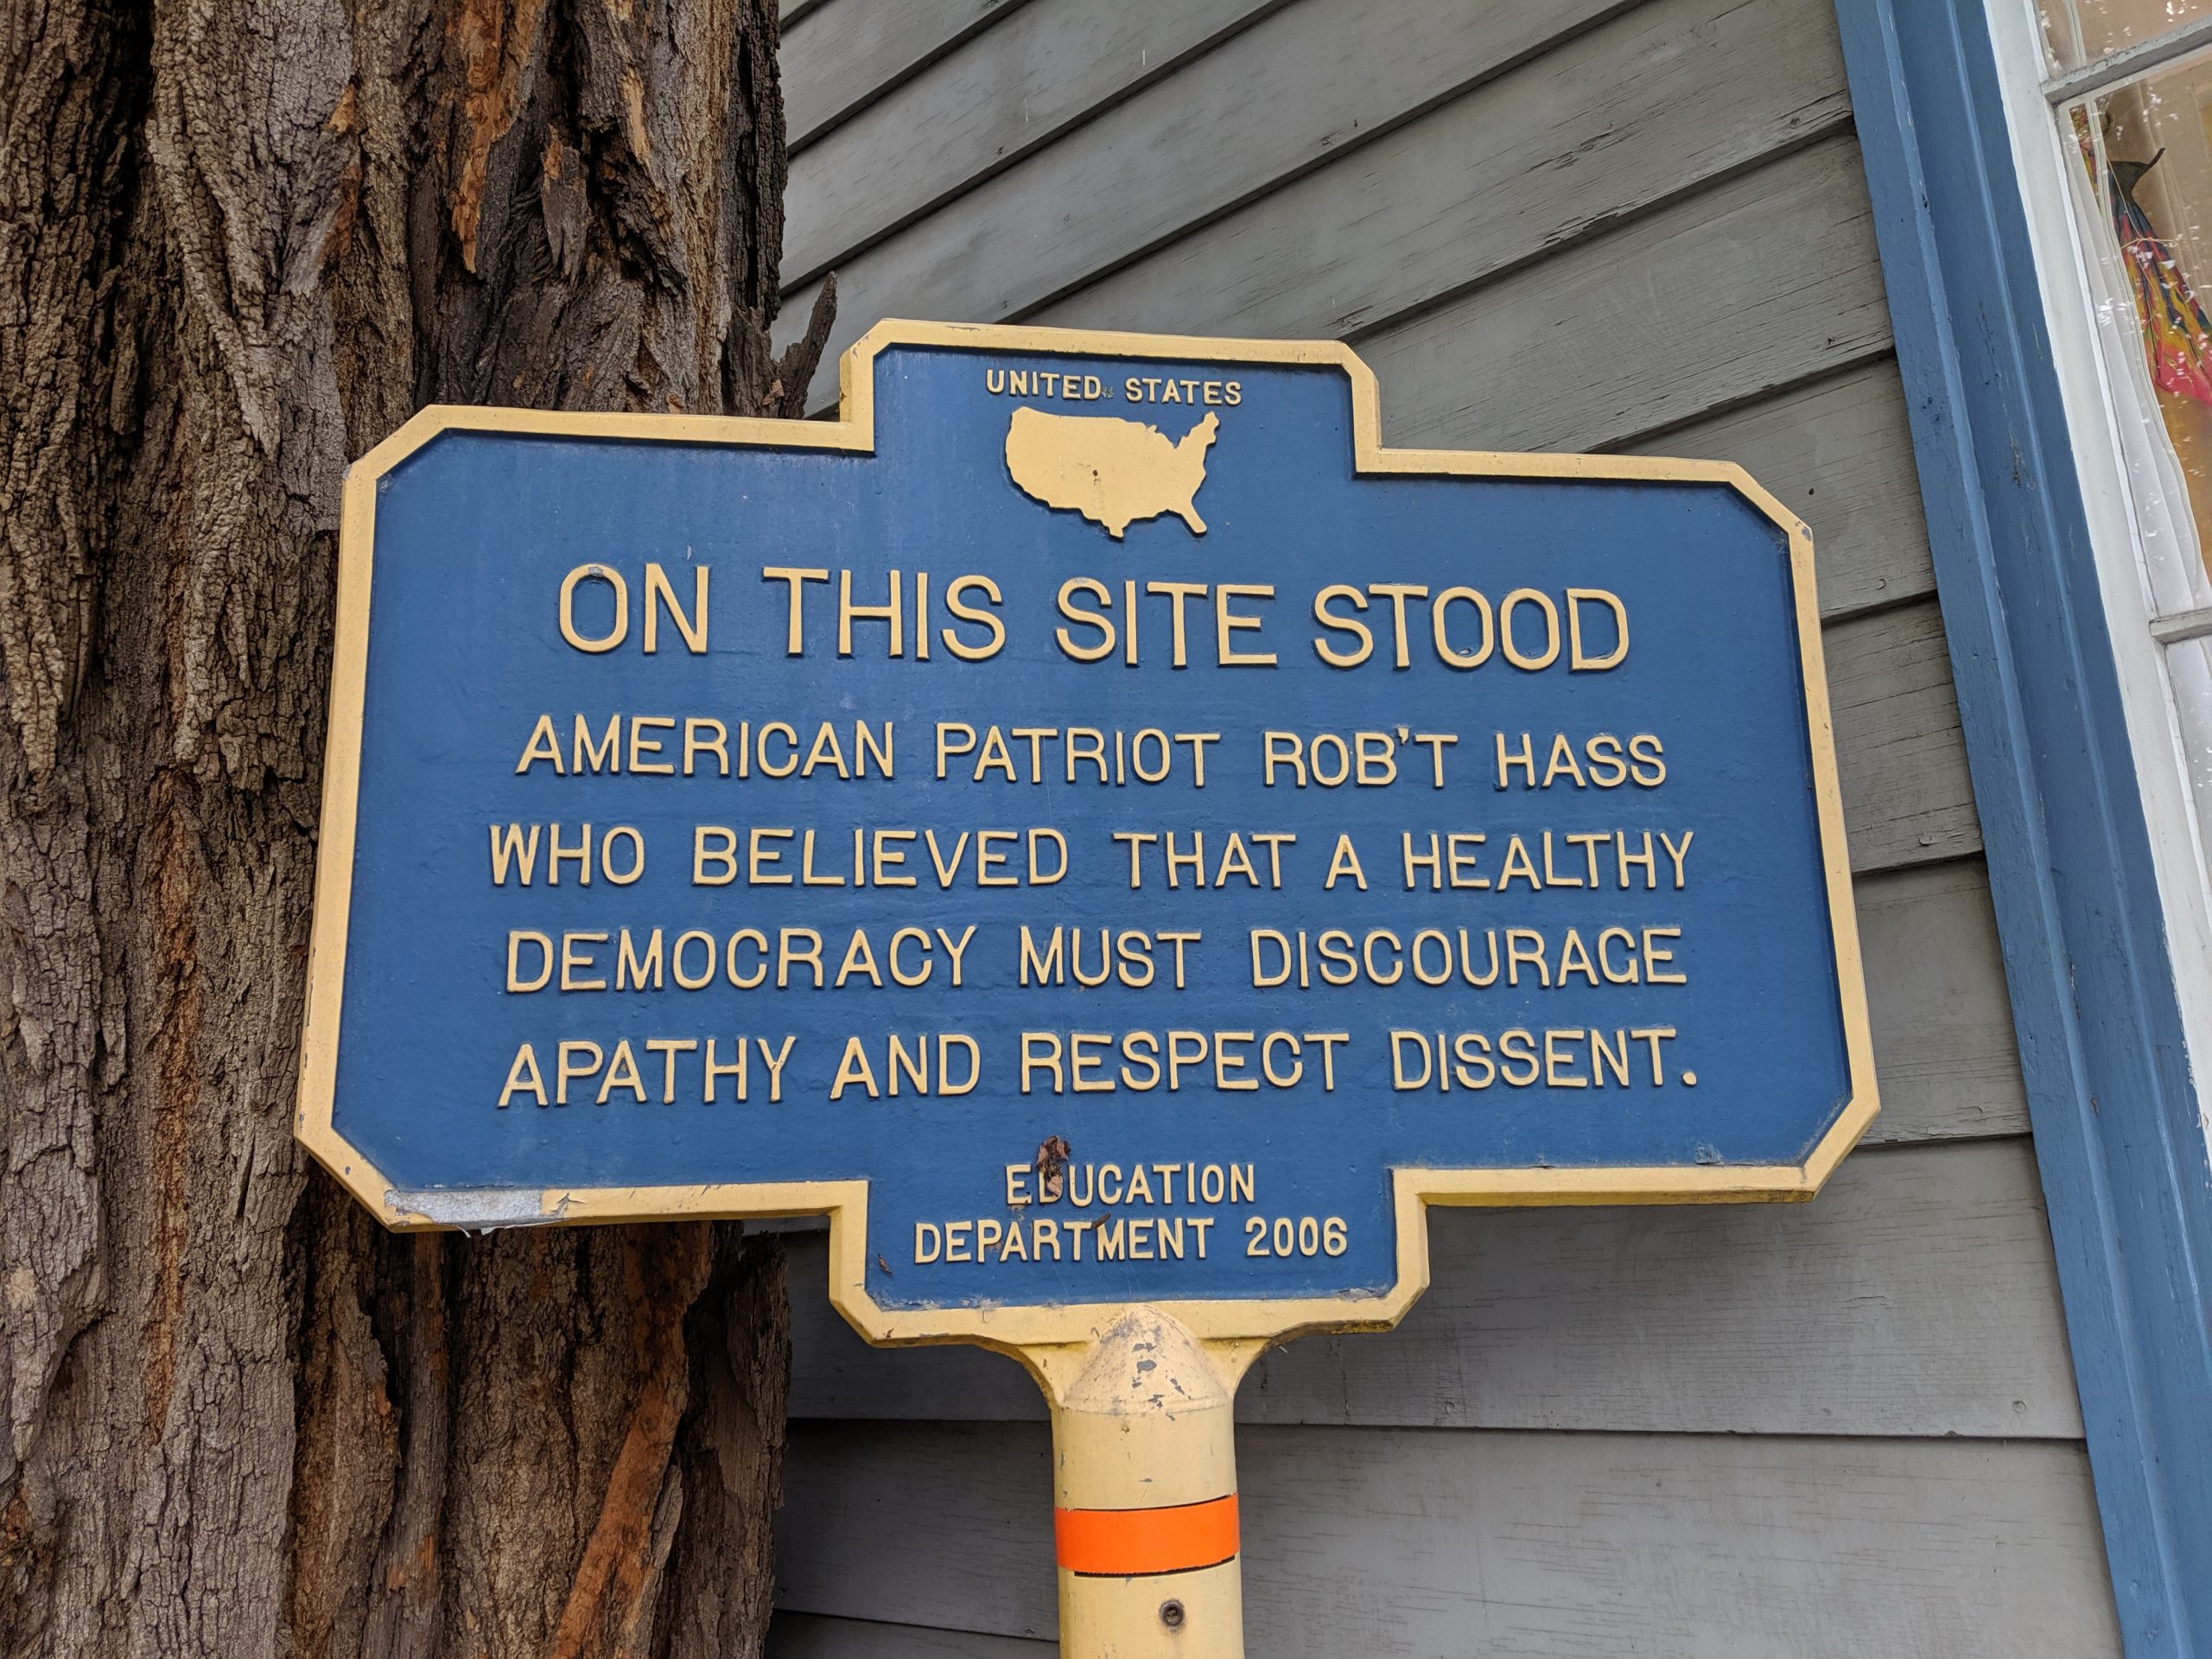 UNITED STATES
ON THIS SITE STOOD
AMERICAN PATRIOT ROB'T HASS
WHO BELIEVED THAT A HEALTHY
DEMOCRACY MUST DISCOURAGE
APATHY AND RESPECT DISSENT.
EDUCATION
DEPARTMENT 2006